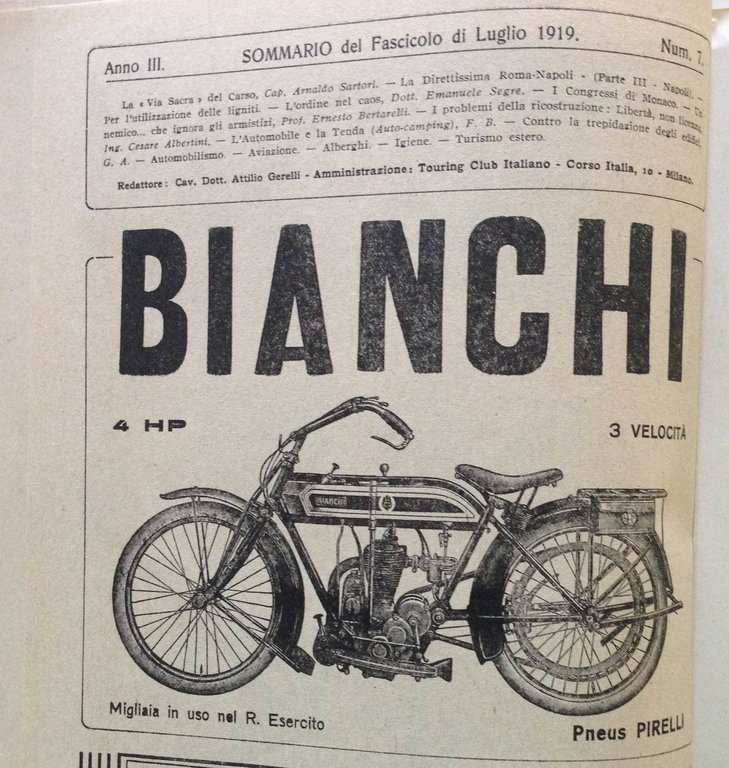 Anno III.
SOMMARIO del Fascicolo di Luglio 1919.
Num. 7.
La « Via Sacra » del Carso, Cap. Arnaldo Sartori. — La Direttissima Roma-Napoli - (Parte III - Napoli). —
Per l'utilizzazione delle ligniti. — L'ordine nel caos, Dott. Emanuele Segre. — I Congressi di Monaco. — Un
nemico... che ignora gli armistizi, Prof. Ernesto Bertarelli. — I problemi della ricostruzione: Libertà, non licenza,
Ing. Cesare Albertini. — L'Automobile e la Tenda (Auto-camping), F. B. — Contro la trepidazione degli edifici,
G. A. — Automobilismo. — Aviazione. — Alberghi. — Igiene. — Turismo estero.
Redattore: Cav. Dott. Attilio Gerelli - Amministrazione: Touring Club Italiano - Corso Italia, 10 - Milano.
BIANCHI
4 HP
3 VELOCITÀ
BIANCHI
Migliaia in uso nel R. Esercito
Pneus PIRELLI